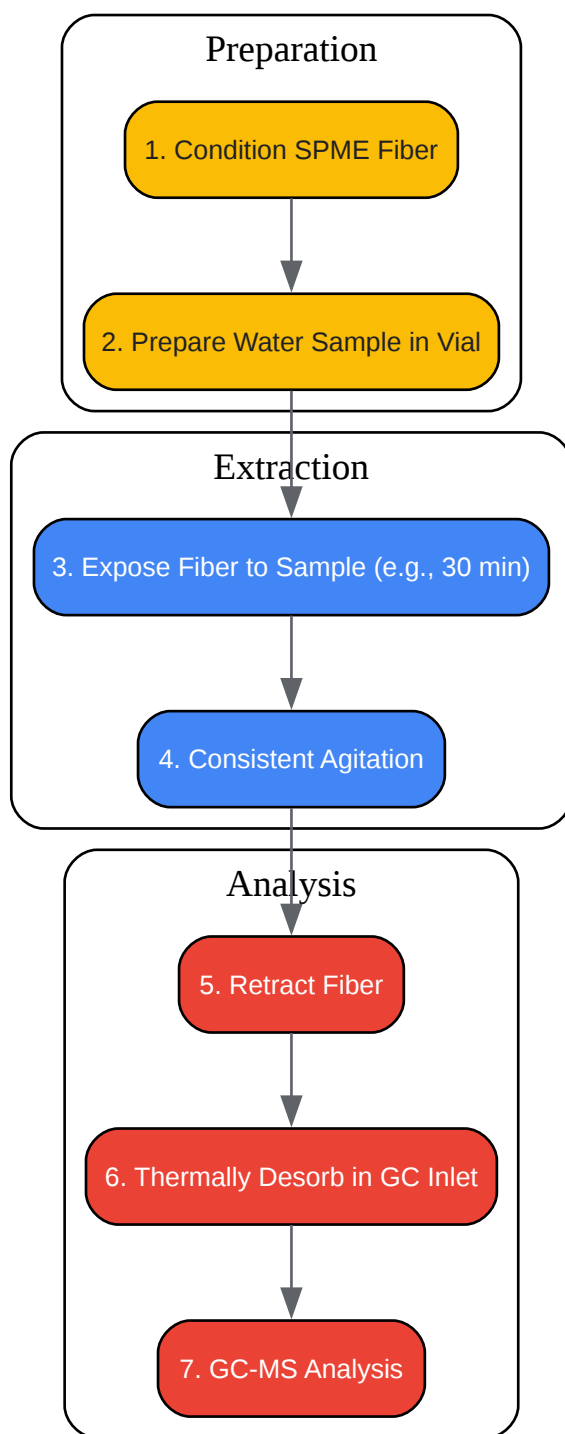 Preparation
1. Condition SPME Fiber
2. Prepare Water Sample in Vial
Extraction
3. Expose Fiber to Sample (e.g., 30 min)
4. Consistent Agitation
Analysis
5. Retract Fiber
6. Thermally Desorb in GC Inlet
7. GC-MS Analysis